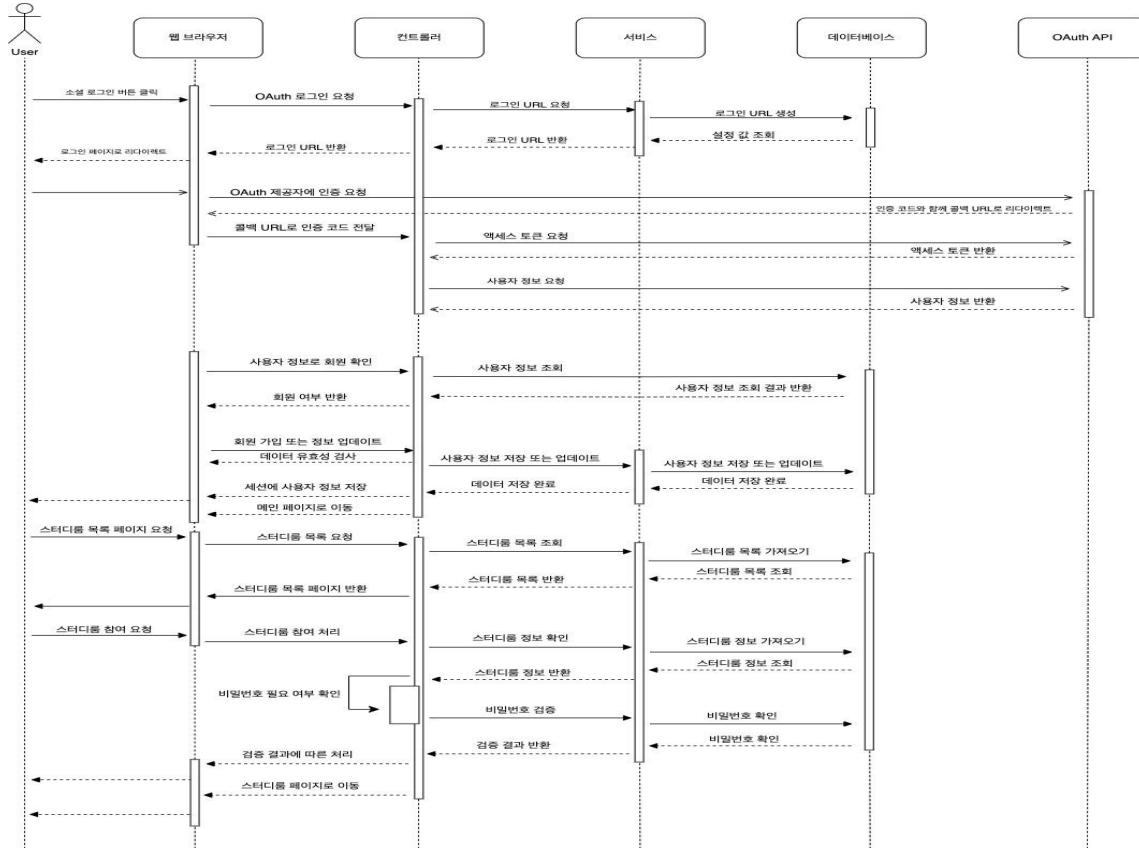 User
웹 브라우저
컨트롤러
서비스
데이터베이스
OAuth API
소셜 로그인 버튼 클릭
OAuth 로그인 요청
로그인 URL 요청
로그인 URL 생성
설정 값 조회
로그인 URL 반환
로그인 URL 반환
로그인 페이지로 리다이렉트
OAuth 제공자에 인증 요청
인증 코드와 함께 콜백 URL로 리다이렉트
콜백 URL로 인증 코드 전달
액세스 토큰 요청
액세스 토큰 반환
사용자 정보 요청
사용자 정보 반환
사용자 정보로 회원 확인
사용자 정보 조회
사용자 정보 조회 결과 반환
회원 여부 반환
회원 가입 또는 정보 업데이트
데이터 유효성 검사
사용자 정보 저장 또는 업데이트
사용자 정보 저장 또는 업데이트
데이터 저장 완료
데이터 저장 완료
세션에 사용자 정보 저장
메인 페이지로 이동
스터디룸 목록 페이지 요청
스터디룸 목록 요청
스터디룸 목록 조회
스터디룸 목록 가져오기
스터디룸 목록 조회
스터디룸 목록 반환
스터디룸 목록 페이지 반환
스터디룸 참여 요청
스터디룸 참여 처리
스터디룸 정보 확인
스터디룸 정보 가져오기
스터디룸 정보 조회
스터디룸 정보 반환
비밀번호 필요 여부 확인
비밀번호 검증
비밀번호 확인
비밀번호 확인
검증 결과 반환
검증 결과에 따른 처리
스터디룸 페이지로 이동